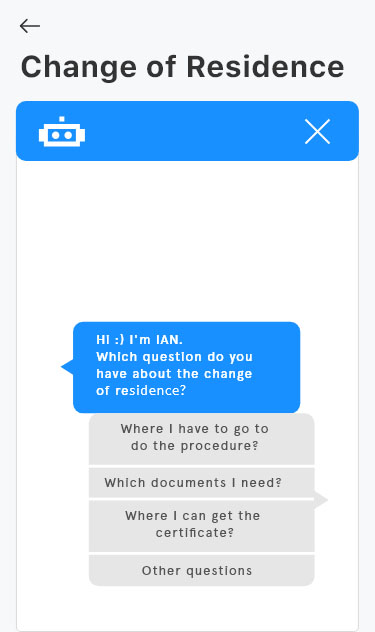 Change of Residence
Hi :) I'm IAN.
Which question do you
have about the change
of residence?
Where I have to go to
do the procedure?
Which documents I need?
Where I can get the
certificate?
Other questions